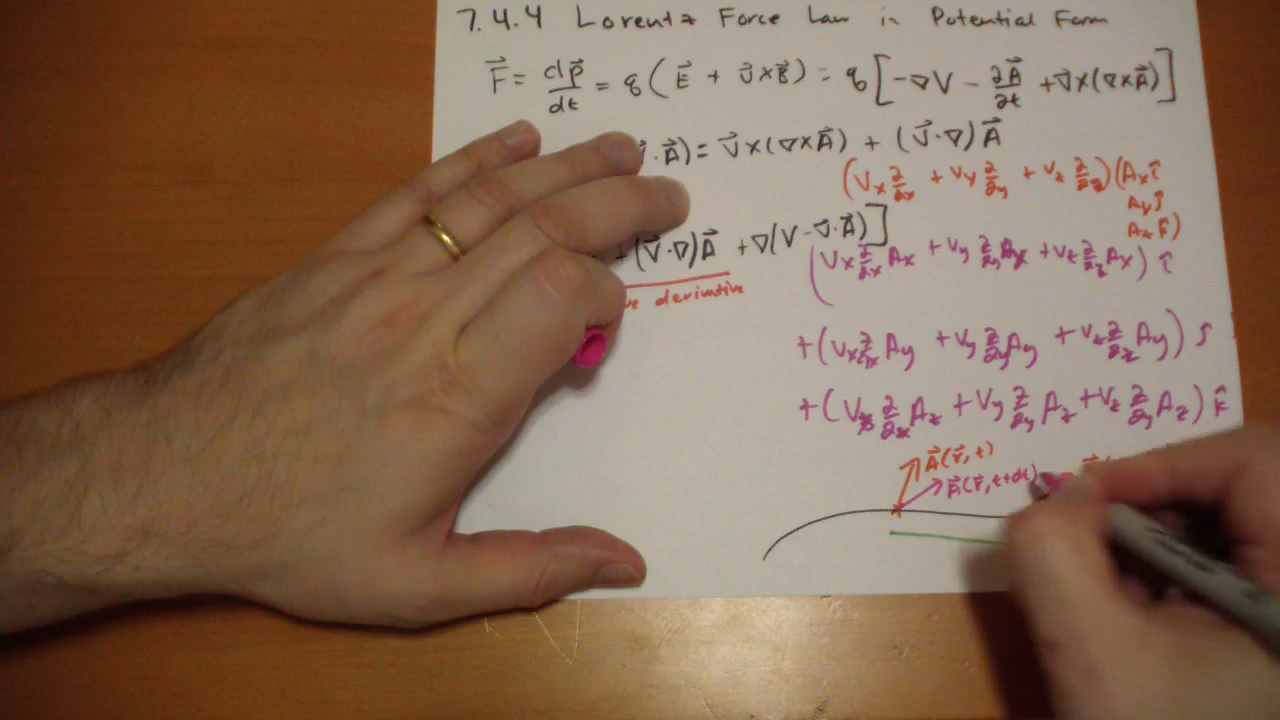 7.4.4 Lorentz Force Law in Potential Form
F⃗ = dp⃗/dt = q(E⃗ + v⃗×B⃗) = q[-∇V - ∂A⃗/∂t + v⃗×(∇×A⃗)]
·A⃗) = v⃗×(∇×A⃗) + (v⃗·∇)A⃗
(Vx ∂/∂x + Vy ∂/∂y + Vz ∂/∂z)(Ax î
Ay ĵ
Az k̂)
+(v⃗·∇)A⃗ + ∇(V - v⃗·A⃗)]
(Vx ∂/∂x Ax + Vy ∂/∂y Ax + Vz ∂/∂z Ax) î
ve derivative
+(Vx ∂/∂x Ay + Vy ∂/∂y Ay + Vz ∂/∂z Ay) ĵ
+(Vx ∂/∂x Az + Vy ∂/∂y Az + Vz ∂/∂y Az) k̂
A⃗(r⃗, t)
A⃗(r⃗, t+dt)